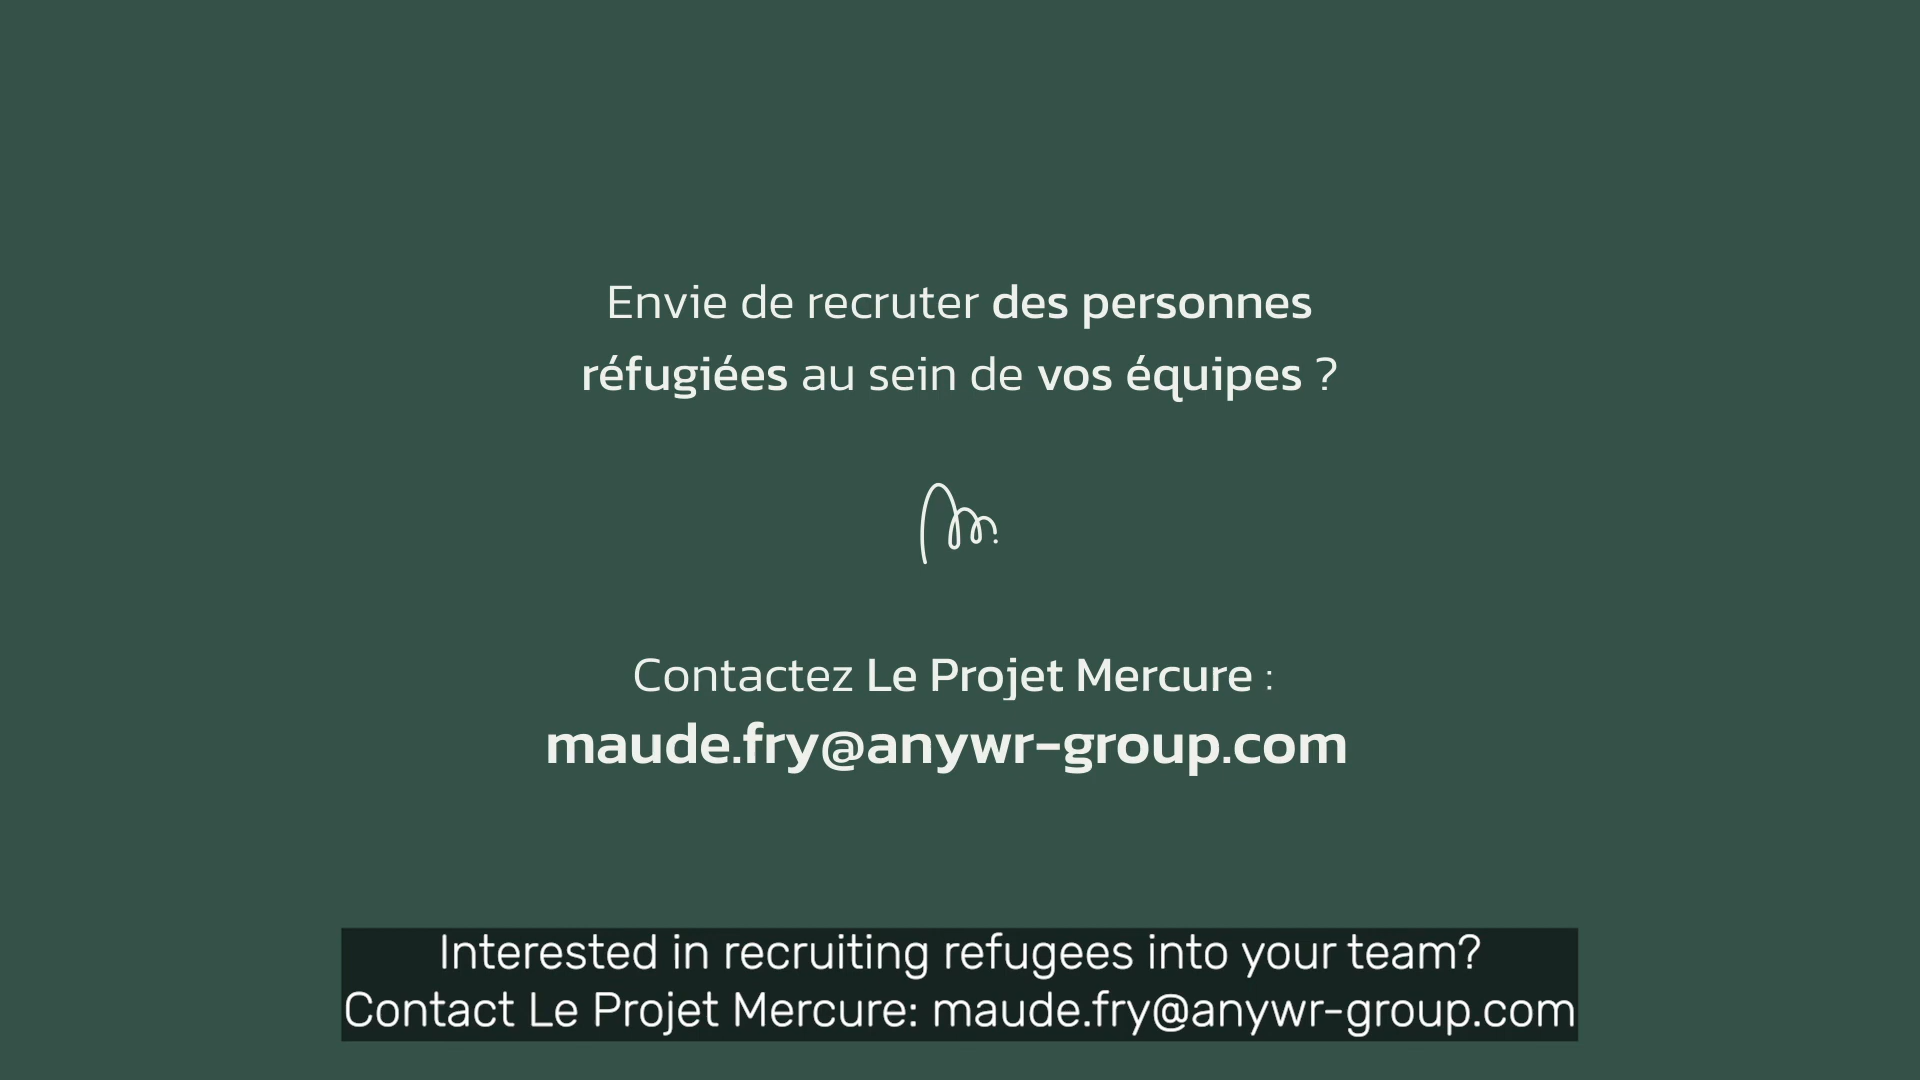 Envie de recruter des personnes
réfugiées au sein de vos équipes ?
Contactez Le Projet Mercure :
maude.fry@anywr-group.com
Interested in recruiting refugees into your team?
Contact Le Projet Mercure: maude.fry@anywr-group.com